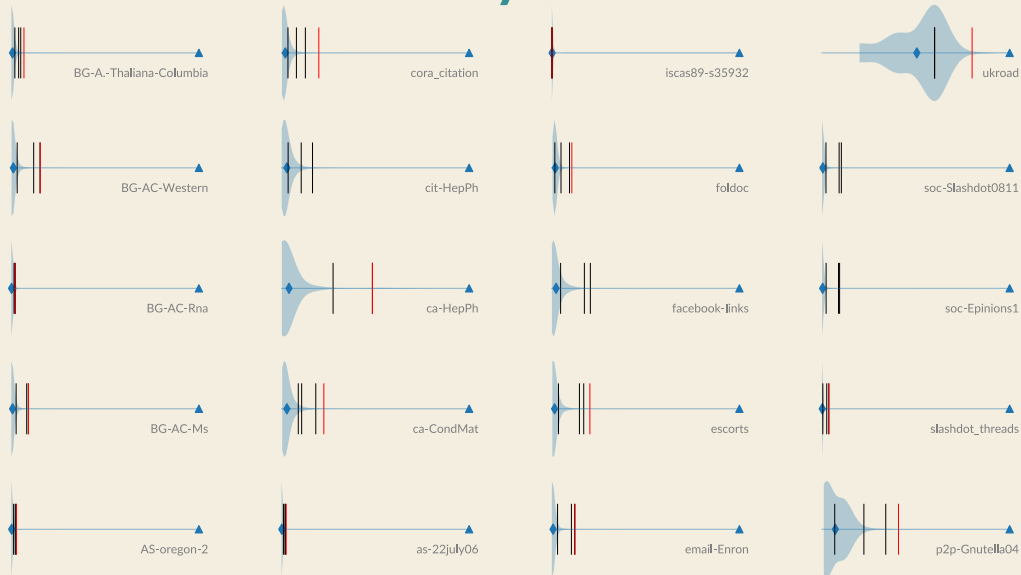 BG-A.-Thaliana-Columbia
cora_citation
iscas89-s35932
ukroad
BG-AC-Western
cit-HepPh
foldoc
soc-Slashdot0811
BG-AC-Rna
ca-HepPh
facebook-links
soc-Epinions1
BG-AC-Ms
ca-CondMat
escorts
slashdot_threads
AS-oregon-2
as-22july06
email-Enron
p2p-Gnutella04